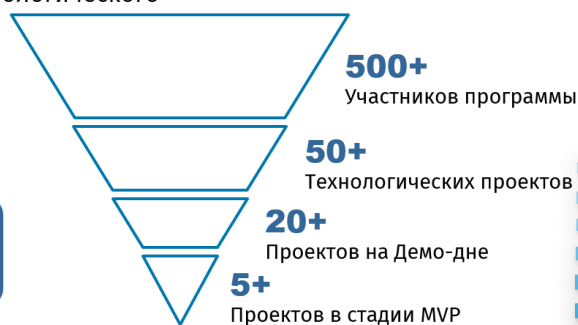 500+
Участников программы
50+
Технологических проектов
20+
Проектов на Демо-дне
5+
Проектов в стадии MVP